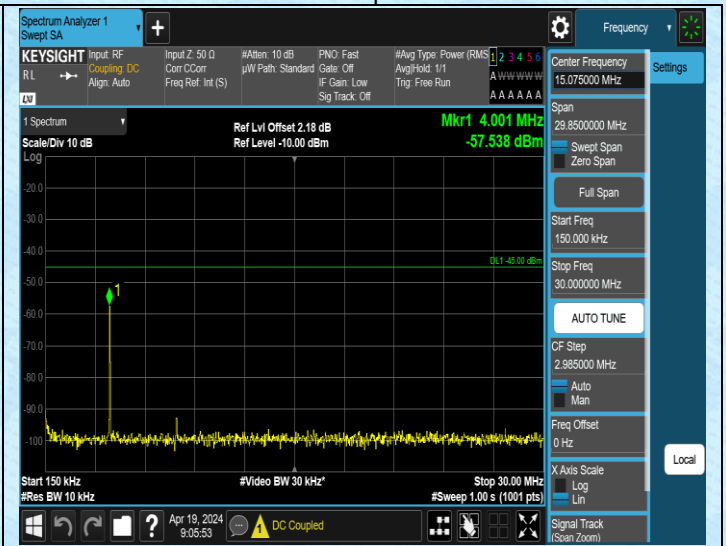 Spectrum Analyzer 1
Swept SA
+
Frequency
KEYSIGHT
RL
LXI
Input: RF
Coupling: DC
Align: Auto
Input Z: 50 Ω
Corr CCorr
Freq Ref: Int (S)
#Atten: 10 dB
µW Path: Standard
PNO: Fast
Gate: Off
IF Gain: Low
Sig Track: Off
#Avg Type: Power (RMS
Avg|Hold: 1/1
Trig: Free Run
1 2 3 4 5 6
A W W W W W
A A A A A A
1 Spectrum
Scale/Div 10 dB
Log
Ref Lvl Offset 2.18 dB
Ref Level -10.00 dBm
Mkr1 4.001 MHz
-57.538 dBm
-20.0
-30.0
-40.0
DL1 -45.00 dBm
-50.0
1
-60.0
-70.0
-80.0
-90.0
-100
Start 150 kHz
#Res BW 10 kHz
#Video BW 30 kHz*
Stop 30.00 MHz
#Sweep 1.00 s (1001 pts)
?
Apr 19, 2024
9:05:53
DC Coupled
Center Frequency
15.075000 MHz
Span
29.8500000 MHz
Swept Span
Zero Span
Full Span
Start Freq
150.000 kHz
Stop Freq
30.000000 MHz
AUTO TUNE
CF Step
2.985000 MHz
Auto
Man
Freq Offset
0 Hz
X Axis Scale
Log
Lin
Signal Track
(Span Zoom)
Settings
Local